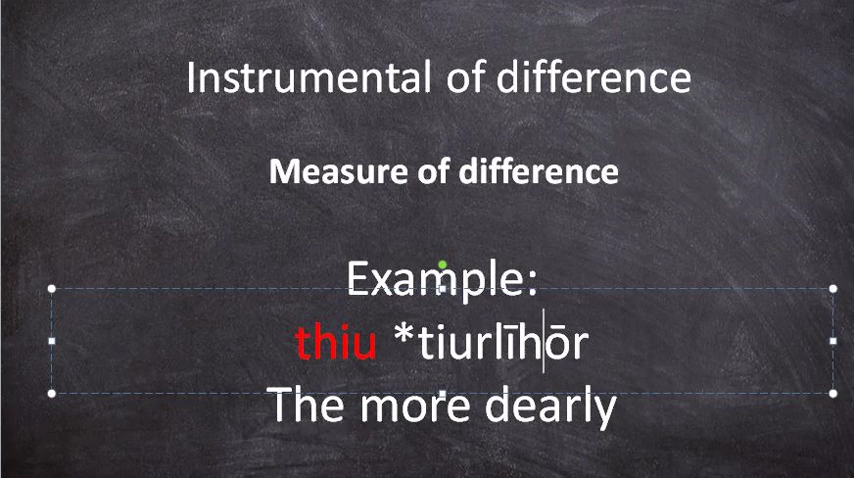 Instrumental of difference
Measure of difference
Example:
thiu *tiurlīhōr
The more dearly